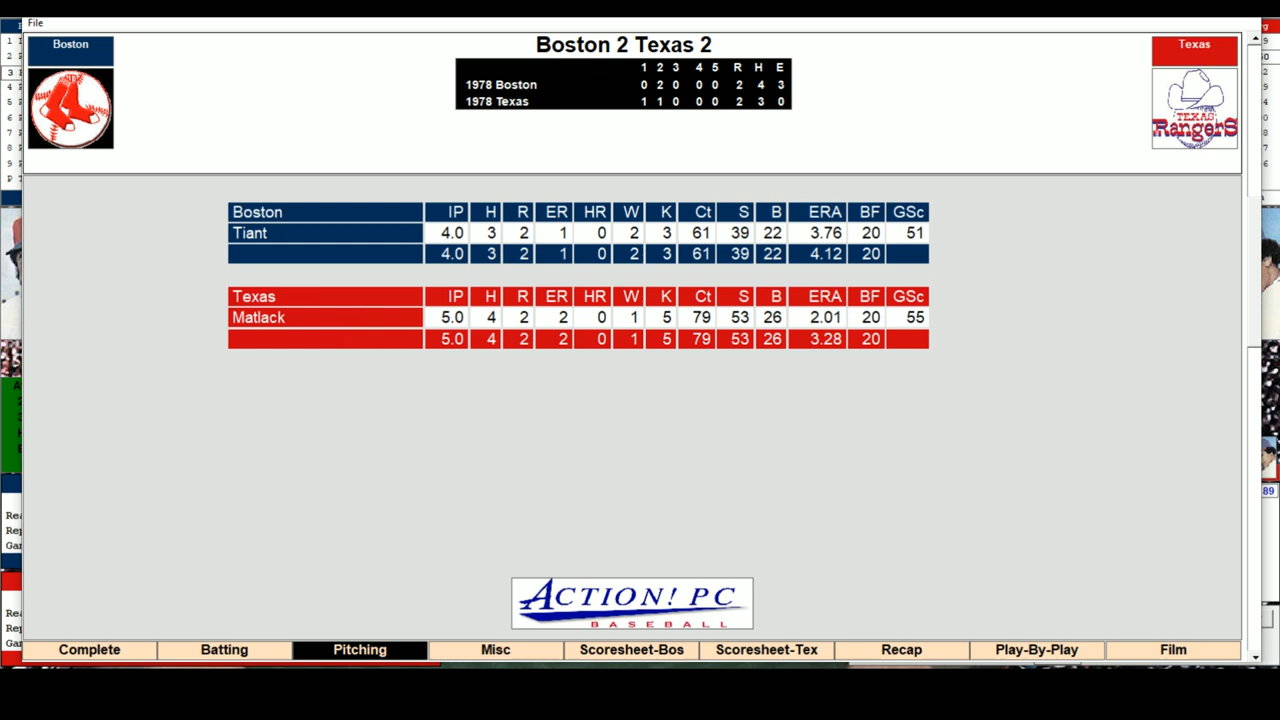 File
Boston
Boston 2 Texas 2
Texas
1 2 3 4 5 R H E
1978 Boston 0 2 0 0 0 2 4 3
1978 Texas 1 1 0 0 0 2 3 0
TEXAS
RangerS
Boston IP H R ER HR W K Ct S B ERA BF GSc
Tiant 4.0 3 2 1 0 2 3 61 39 22 3.76 20 51
4.0 3 2 1 0 2 3 61 39 22 4.12 20
Texas IP H R ER HR W K Ct S B ERA BF GSc
Matlack 5.0 4 2 2 0 1 5 79 53 26 2.01 20 55
5.0 4 2 2 0 1 5 79 53 26 3.28 20
89
ACTION! PC
BASEBALL
Complete Batting Pitching Misc Scoresheet-Bos Scoresheet-Tex Recap Play-By-Play Film